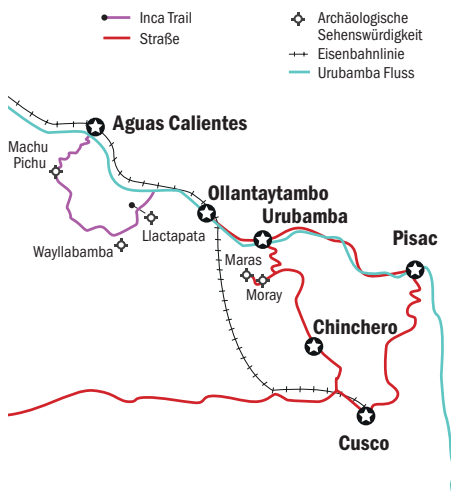 Inca Trail
Straße
Archäologische
Sehenswürdigkeit
Eisenbahnlinie
Urubamba Fluss
Aguas Calientes
Machu
Pichu
Ollantaytambo
Urubamba
Llactapata
Wayllabamba
Pisac
Maras
Moray
Chinchero
Cusco